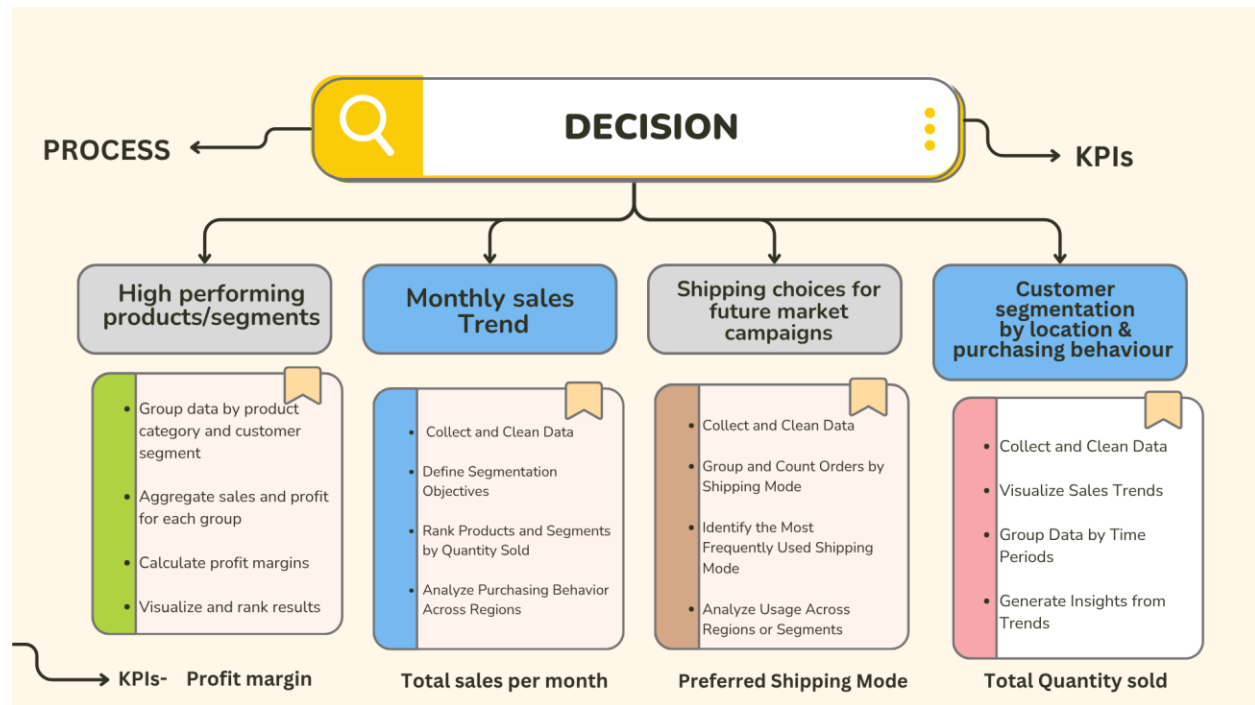 DECISION
PROCESS
KPIs
High performing
products/segments
Monthly sales
Trend
Shipping choices for
future market
campaigns
Customer
segmentation
by location &
purchasing behaviour
• Group data by product
category and customer
segment
• Aggregate sales and profit
for each group
• Calculate profit margins
• Visualize and rank results
• Collect and Clean Data
• Define Segmentation
Objectives
• Rank Products and Segments
by Quantity Sold
• Analyze Purchasing Behavior
Across Regions
• Collect and Clean Data
• Group and Count Orders by
Shipping Mode
• Identify the Most
Frequently Used Shipping
Mode
• Analyze Usage Across
Regions or Segments
• Collect and Clean Data
• Visualize Sales Trends
• Group Data by Time
Periods
• Generate Insights from
Trends
KPIs- Profit margin
Total sales per month
Preferred Shipping Mode
Total Quantity sold